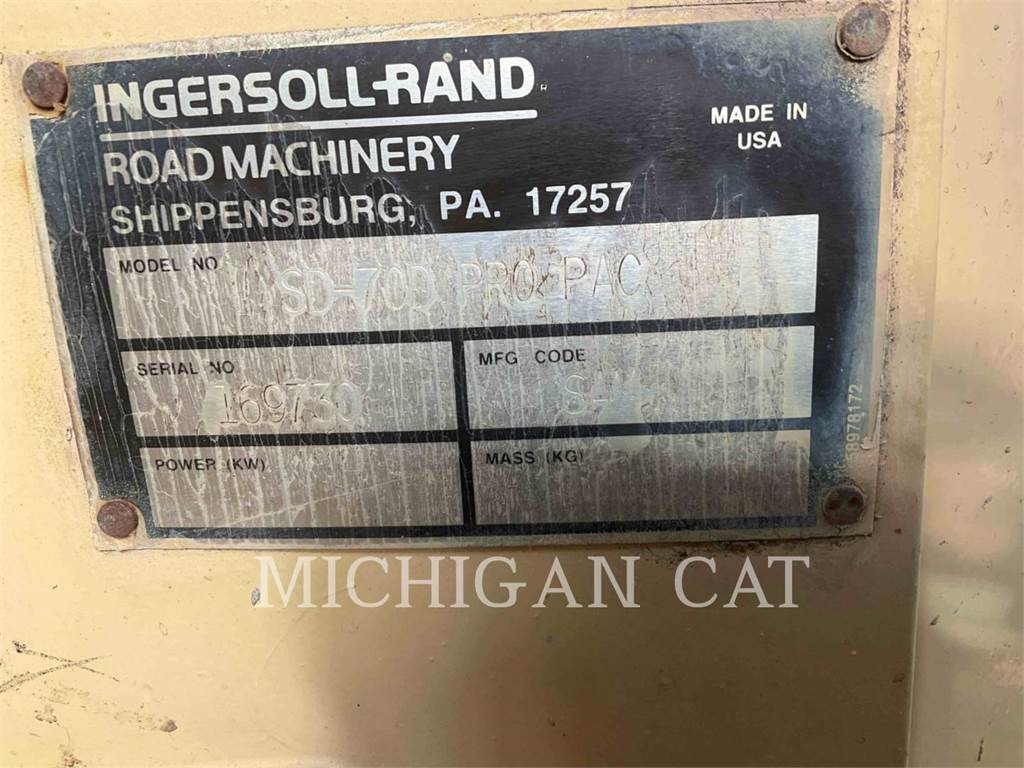 INGERSOLL-RAND
ROAD MACHINERY
SHIPPENSBURG, PA. 17257
MADE IN
USA
MODEL NO SD-70D PRO PAC
SERIAL NO
169730
MFG CODE
POWER (KW)
MASS (KG)
MICHIGAN CAT